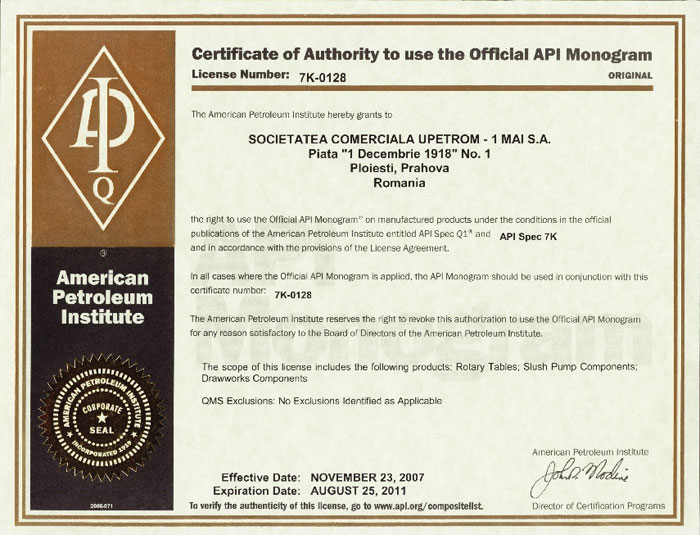 API
Q
Certificate of Authority to use the Official API Monogram
License Number: 7K-0128
ORIGINAL
The American Petroleum Institute hereby grants to
SOCIETATEA COMERCIALA UPETROM - 1 MAI S.A.
Piata "1 Decembrie 1918" No. 1
Ploiesti, Prahova
Romania
the right to use the Official API Monogram® on manufactured products under the conditions in the official
publications of the American Petroleum Institute entitled API Spec Q1® and API Spec 7K
and in accordance with the provisions of the License Agreement.
In all cases where the Official API Monogram is applied, the API Monogram should be used in conjunction with this
certificate number: 7K-0128
The American Petroleum Institute reserves the right to revoke this authorization to use the Official API Monogram
for any reason satisfactory to the Board of Directors of the American Petroleum Institute.
The scope of this license includes the following products: Rotary Tables; Slush Pump Components;
Drawworks Components
QMS Exclusions: No Exclusions Identified as Applicable
API
Monogram
®
American
Petroleum
Institute
AMERICAN PETROLEUM INSTITUTE
CORPORATE
SEAL
INCORPORATED 1919
2008-071
Effective Date: NOVEMBER 23, 2007
Expiration Date: AUGUST 25, 2011
To verify the authenticity of this license, go to www.api.org/compositelist.
American Petroleum Institute
John D. Modine
Director of Certification Programs